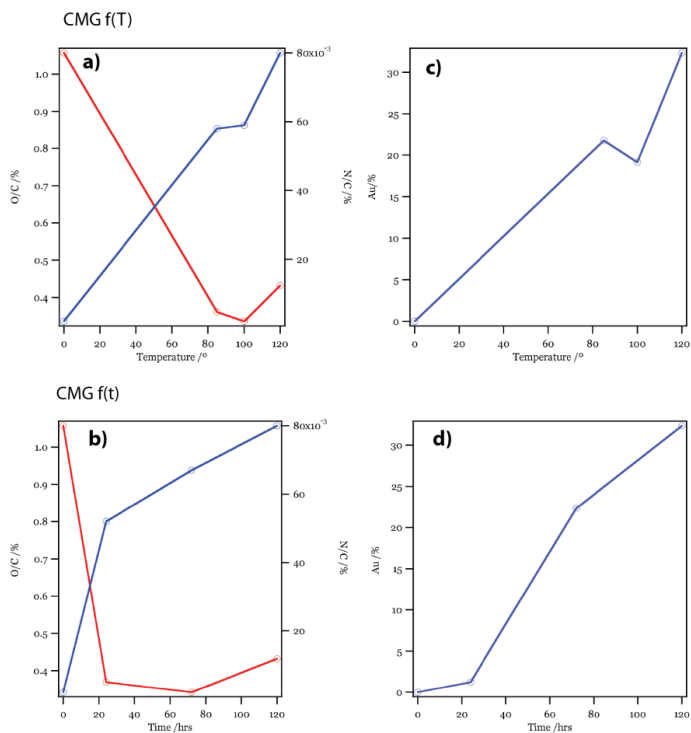 CMG f(T)
a)
1.0
0.9
0.8
0.7
0.6
0.5
0.4
O/C /%
80x10⁻³
60
40
20
N/C /%
0 20 40 60 80 100 120
Temperature /º
c)
30
25
20
15
10
5
0
Au/%
0 20 40 60 80 100 120
Temperature /º
CMG f(t)
b)
1.0
0.9
0.8
0.7
0.6
0.5
0.4
O/C /%
80x10⁻³
60
40
20
N/C /%
0 20 40 60 80 100 120
Time /hrs
d)
30
25
20
15
10
5
0
Au /%
0 20 40 60 80 100 120
Time /hrs